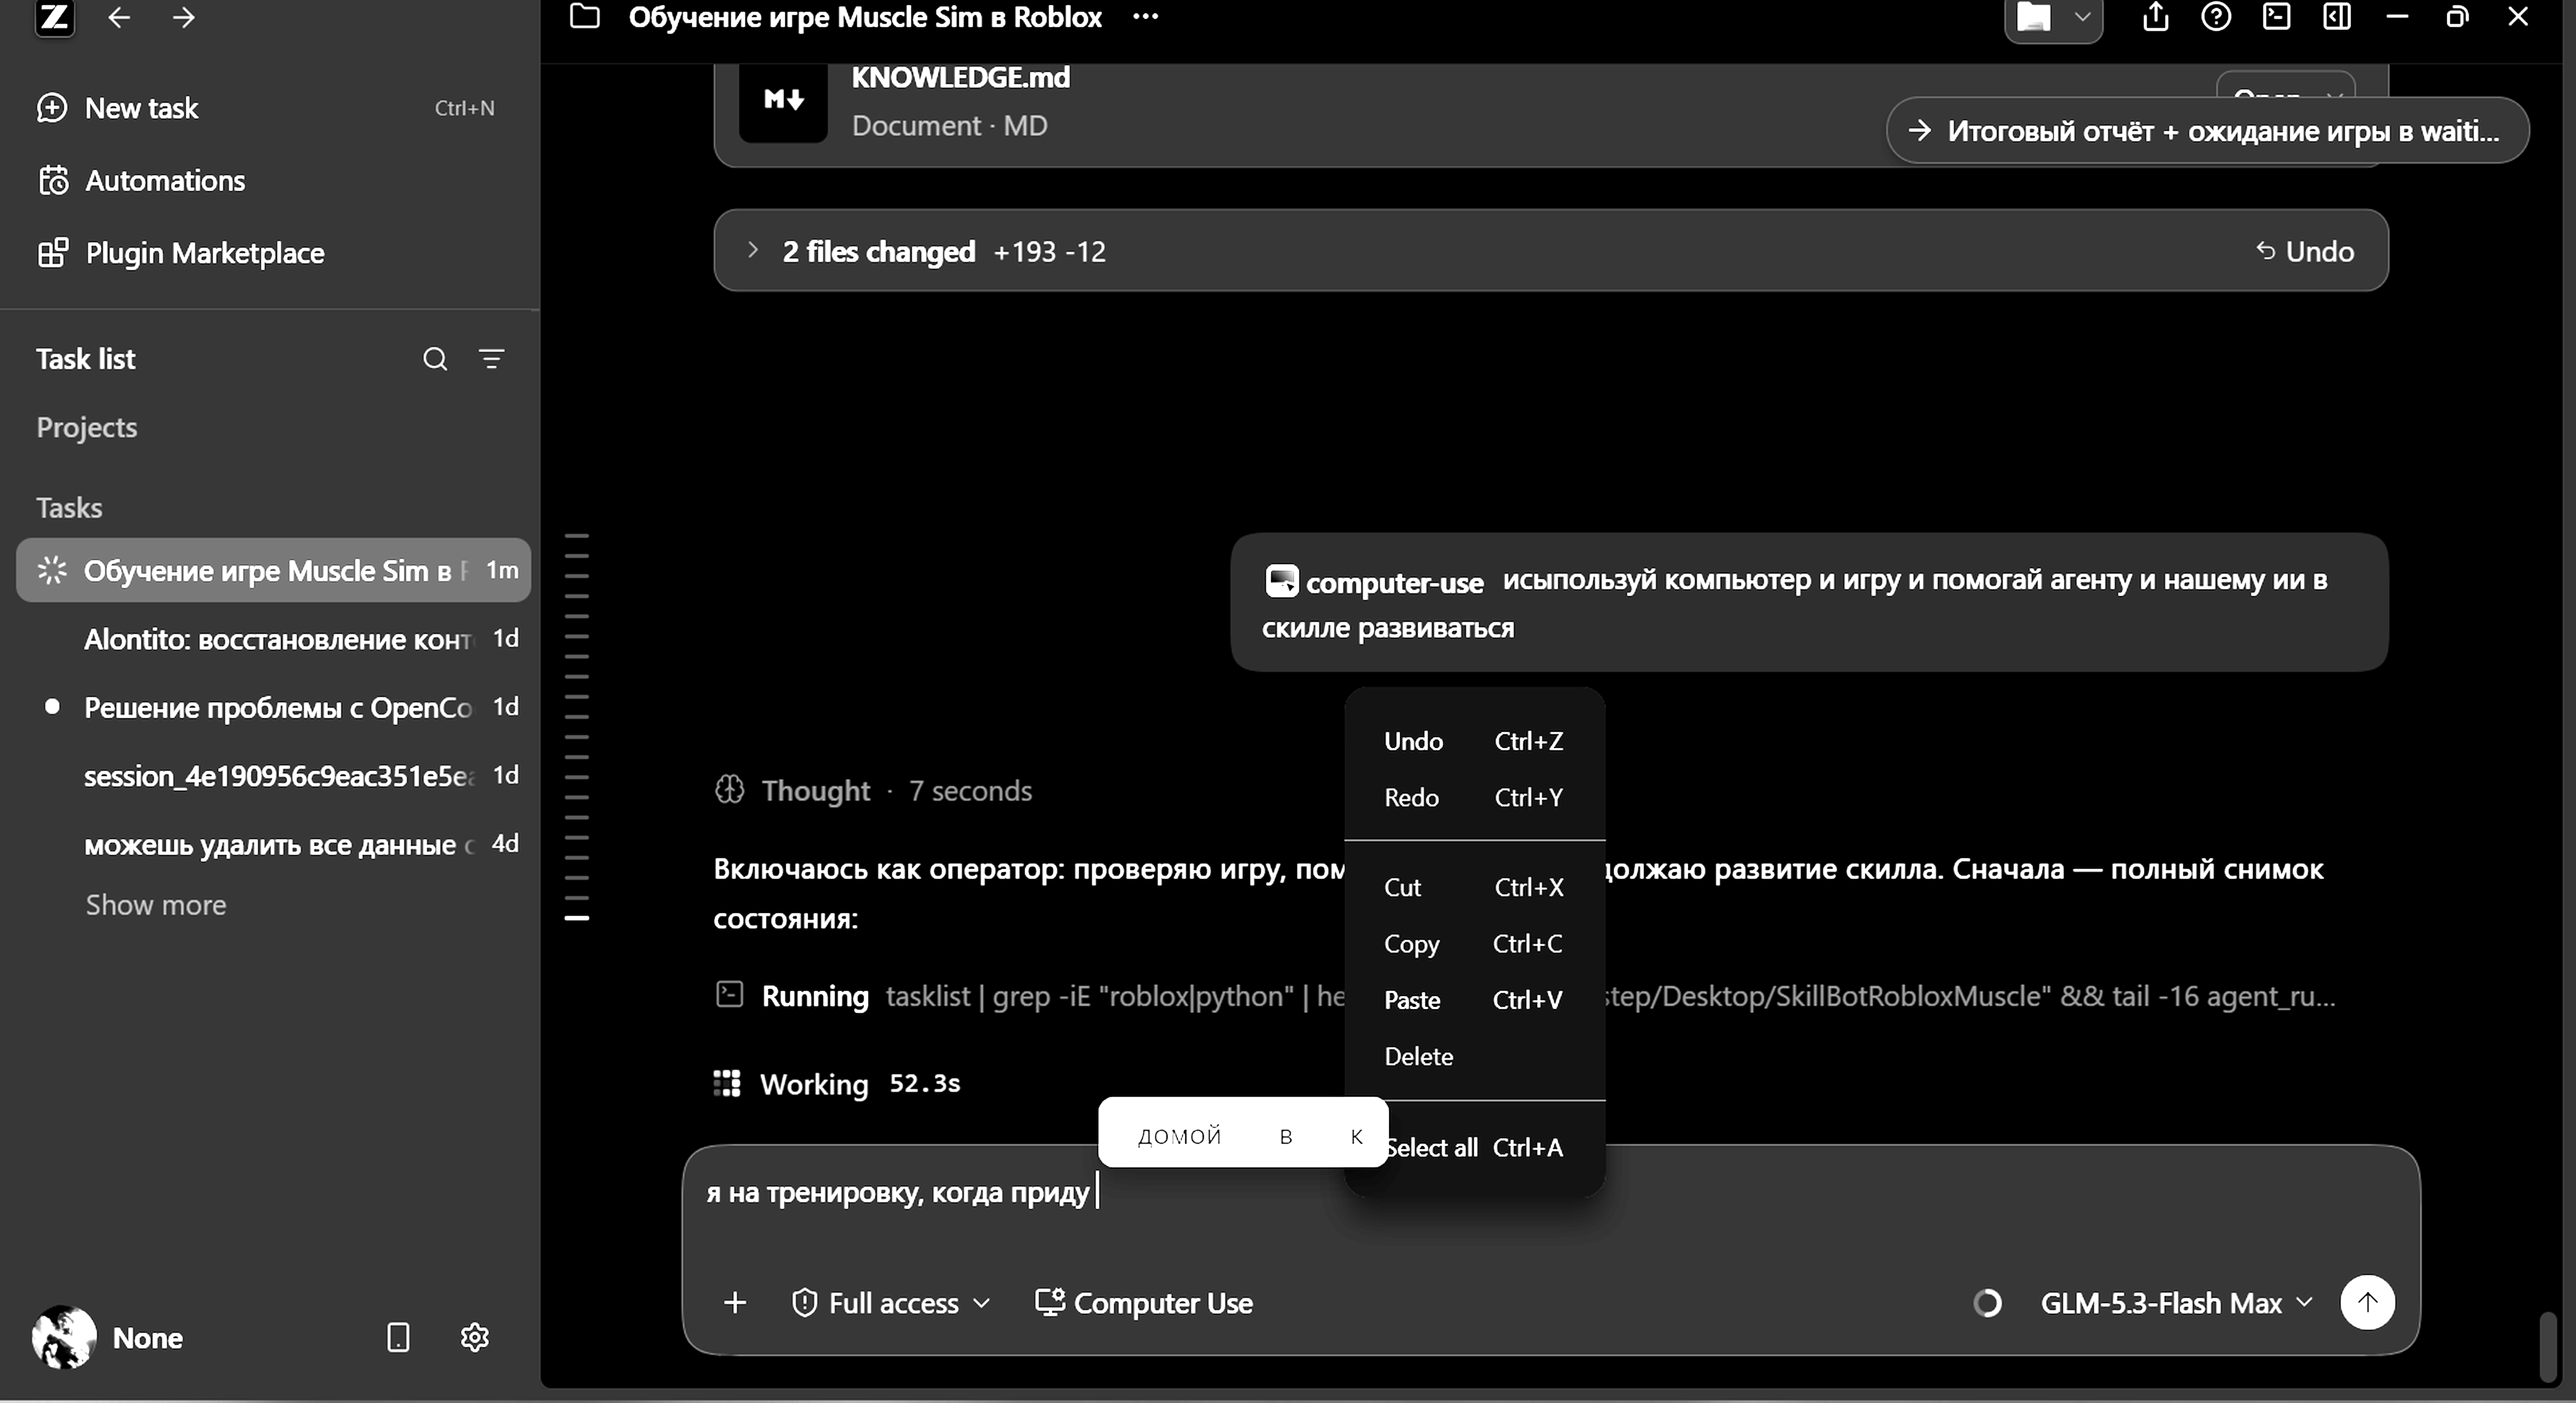 Z
Обучение игре Muscle Sim в Roblox ...
New task Ctrl+N
Automations
Plugin Marketplace
Task list
Projects
Tasks
Обучение игре Muscle Sim в 1m
Alontito: восстановление конт 1d
Решение проблемы с OpenCo 1d
session_4e190956c9eac351e5e 1d
можешь удалить все данные 4d
Show more
None
KNOWLEDGE.md
M
Document · MD
Итоговый отчёт + ожидание игры в waiti...
2 files changed +193 -12
Undo
computer-use исыпользуй компьютер и игру и помогай агенту и нашему ии в
скилле развиваться
Thought · 7 seconds
Включаюсь как оператор: проверяю игру, пом должаю развитие скилла. Сначала — полный снимок
состояния:
Running tasklist | grep -iE "roblox|python" | he step/Desktop/SkillBotRobloxMuscle" && tail -16 agent_ru...
Working 52.3s
Undo Ctrl+Z
Redo Ctrl+Y
Cut Ctrl+X
Copy Ctrl+C
Paste Ctrl+V
Delete
Select all Ctrl+A
домой в к
я на тренировку, когда приду
+ Full access Computer Use
GLM-5.3-Flash Max